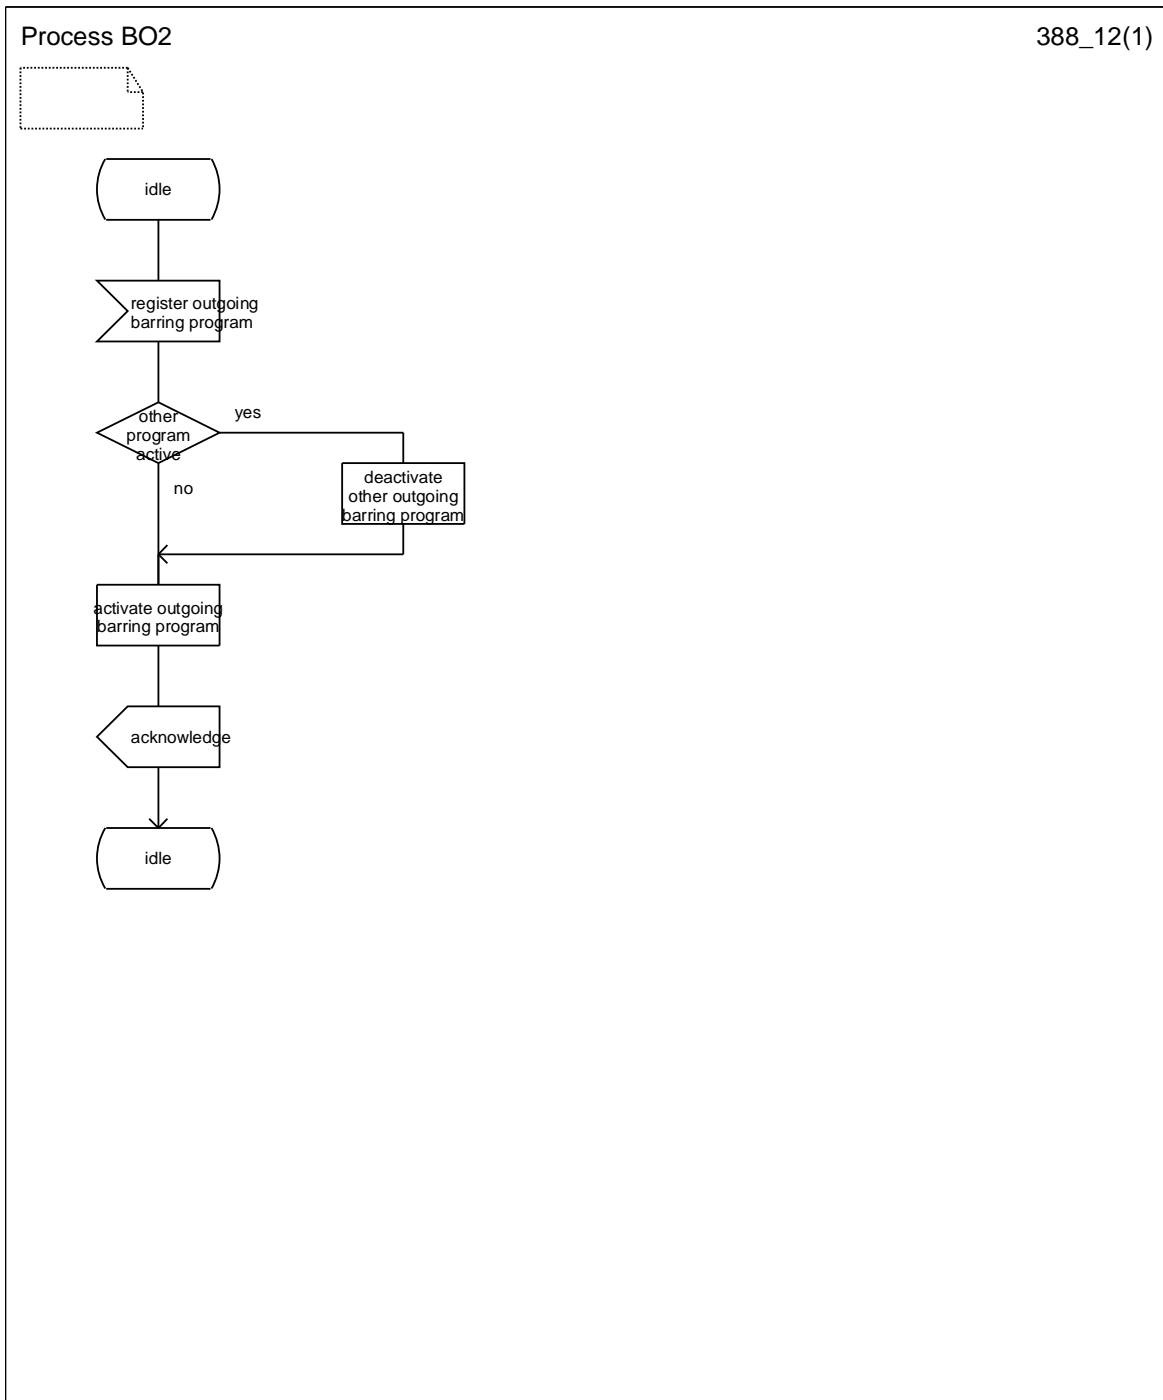 Process BO2
388_12(1)
idle
register outgoing
barring program
other
program
active
yes
no
deactivate
other outgoing
barring program
activate outgoing
barring program
acknowledge
idle